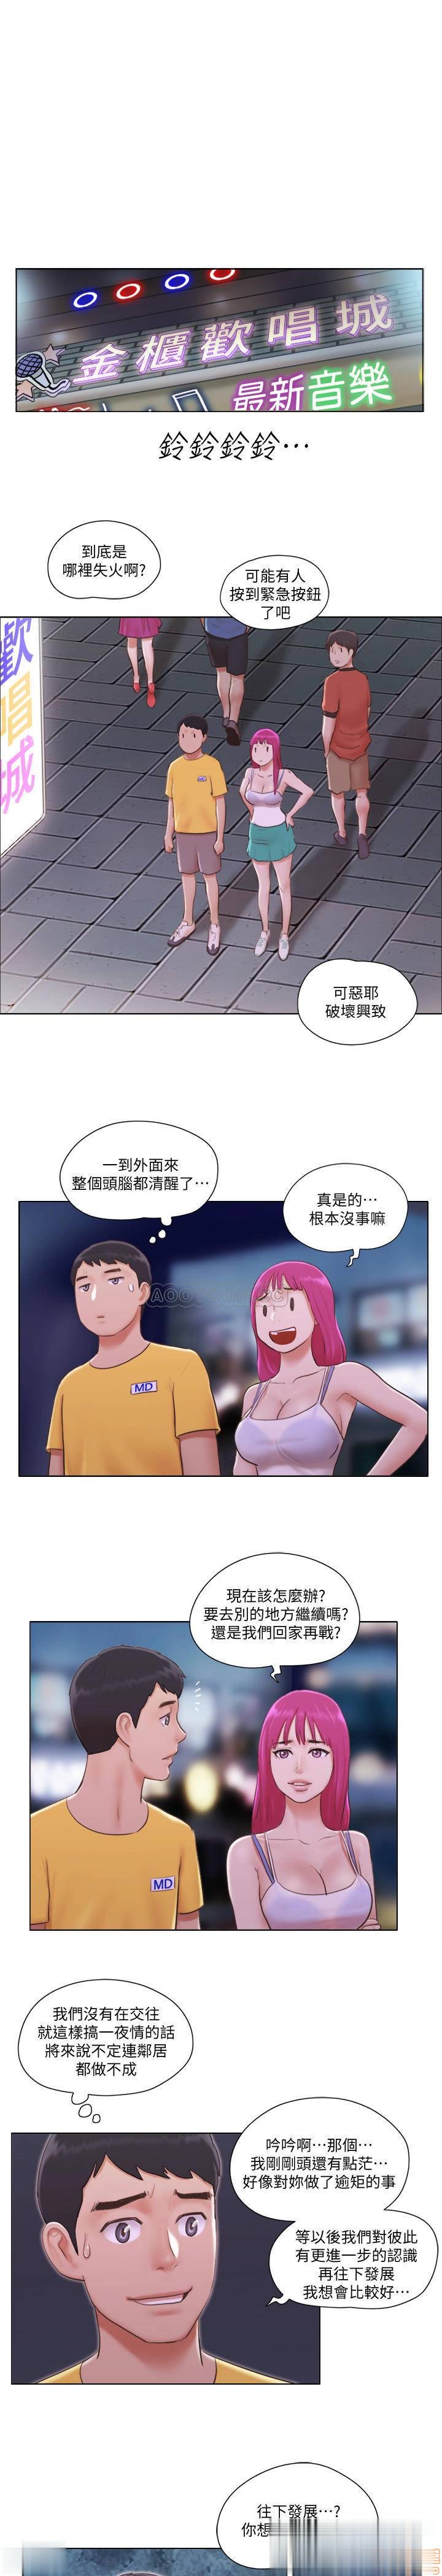 金櫃歡唱城
最新音樂
鈴鈴鈴鈴…
到底是
哪裡失火啊?
可能有人
按到緊急按鈕
了吧
歡唱城
可惡耶
破壞興致
一到外面來
整個頭腦都清醒了…
真是的…
根本沒事嘛
MD
現在該怎麼辦?
要去別的地方繼續嗎?
還是我們回家再戰?
MD
我們沒有在交往
就這樣搞一夜情的話
將來說不定連鄰居
都做不成
吟吟啊…那個…
我剛剛頭還有點茫…
好像對妳做了逾矩的事
等以後我們對彼此
有更進一步的認識
再往下發展
我想會比較好…
往下發展…?
你想